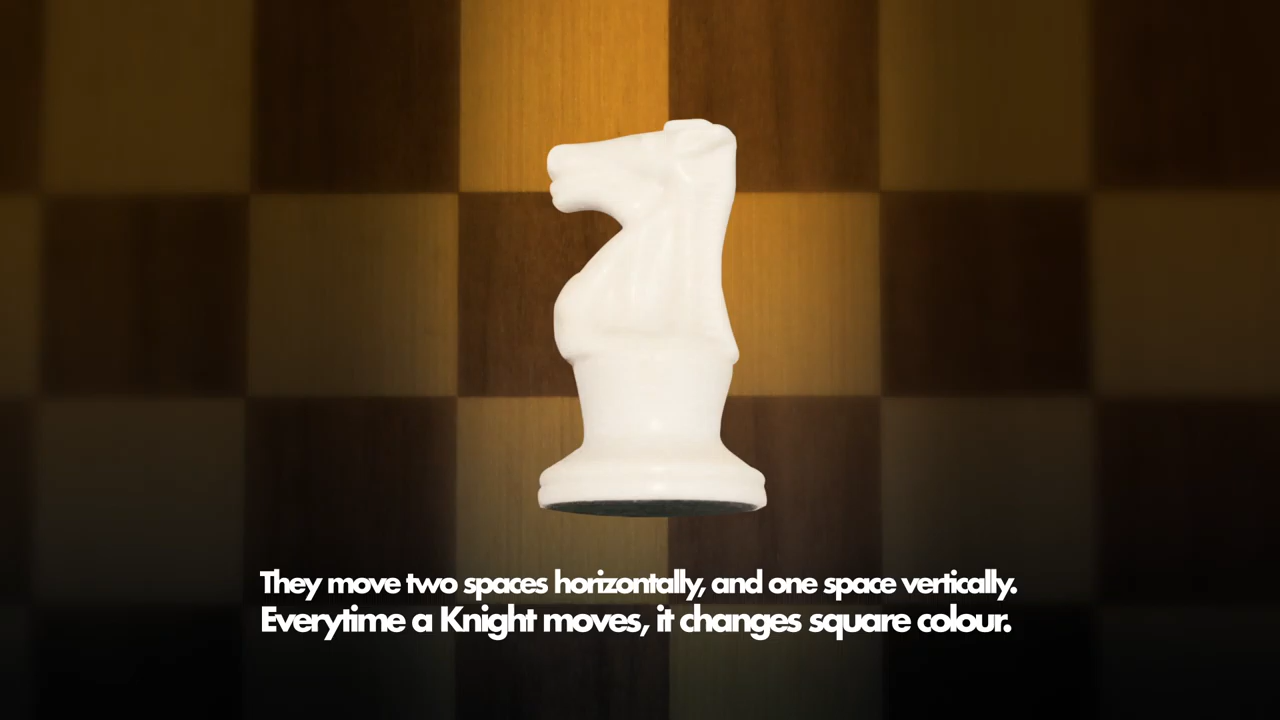 They move two spaces horizontally, and one space vertically.
Everytime a Knight moves, it changes square colour.